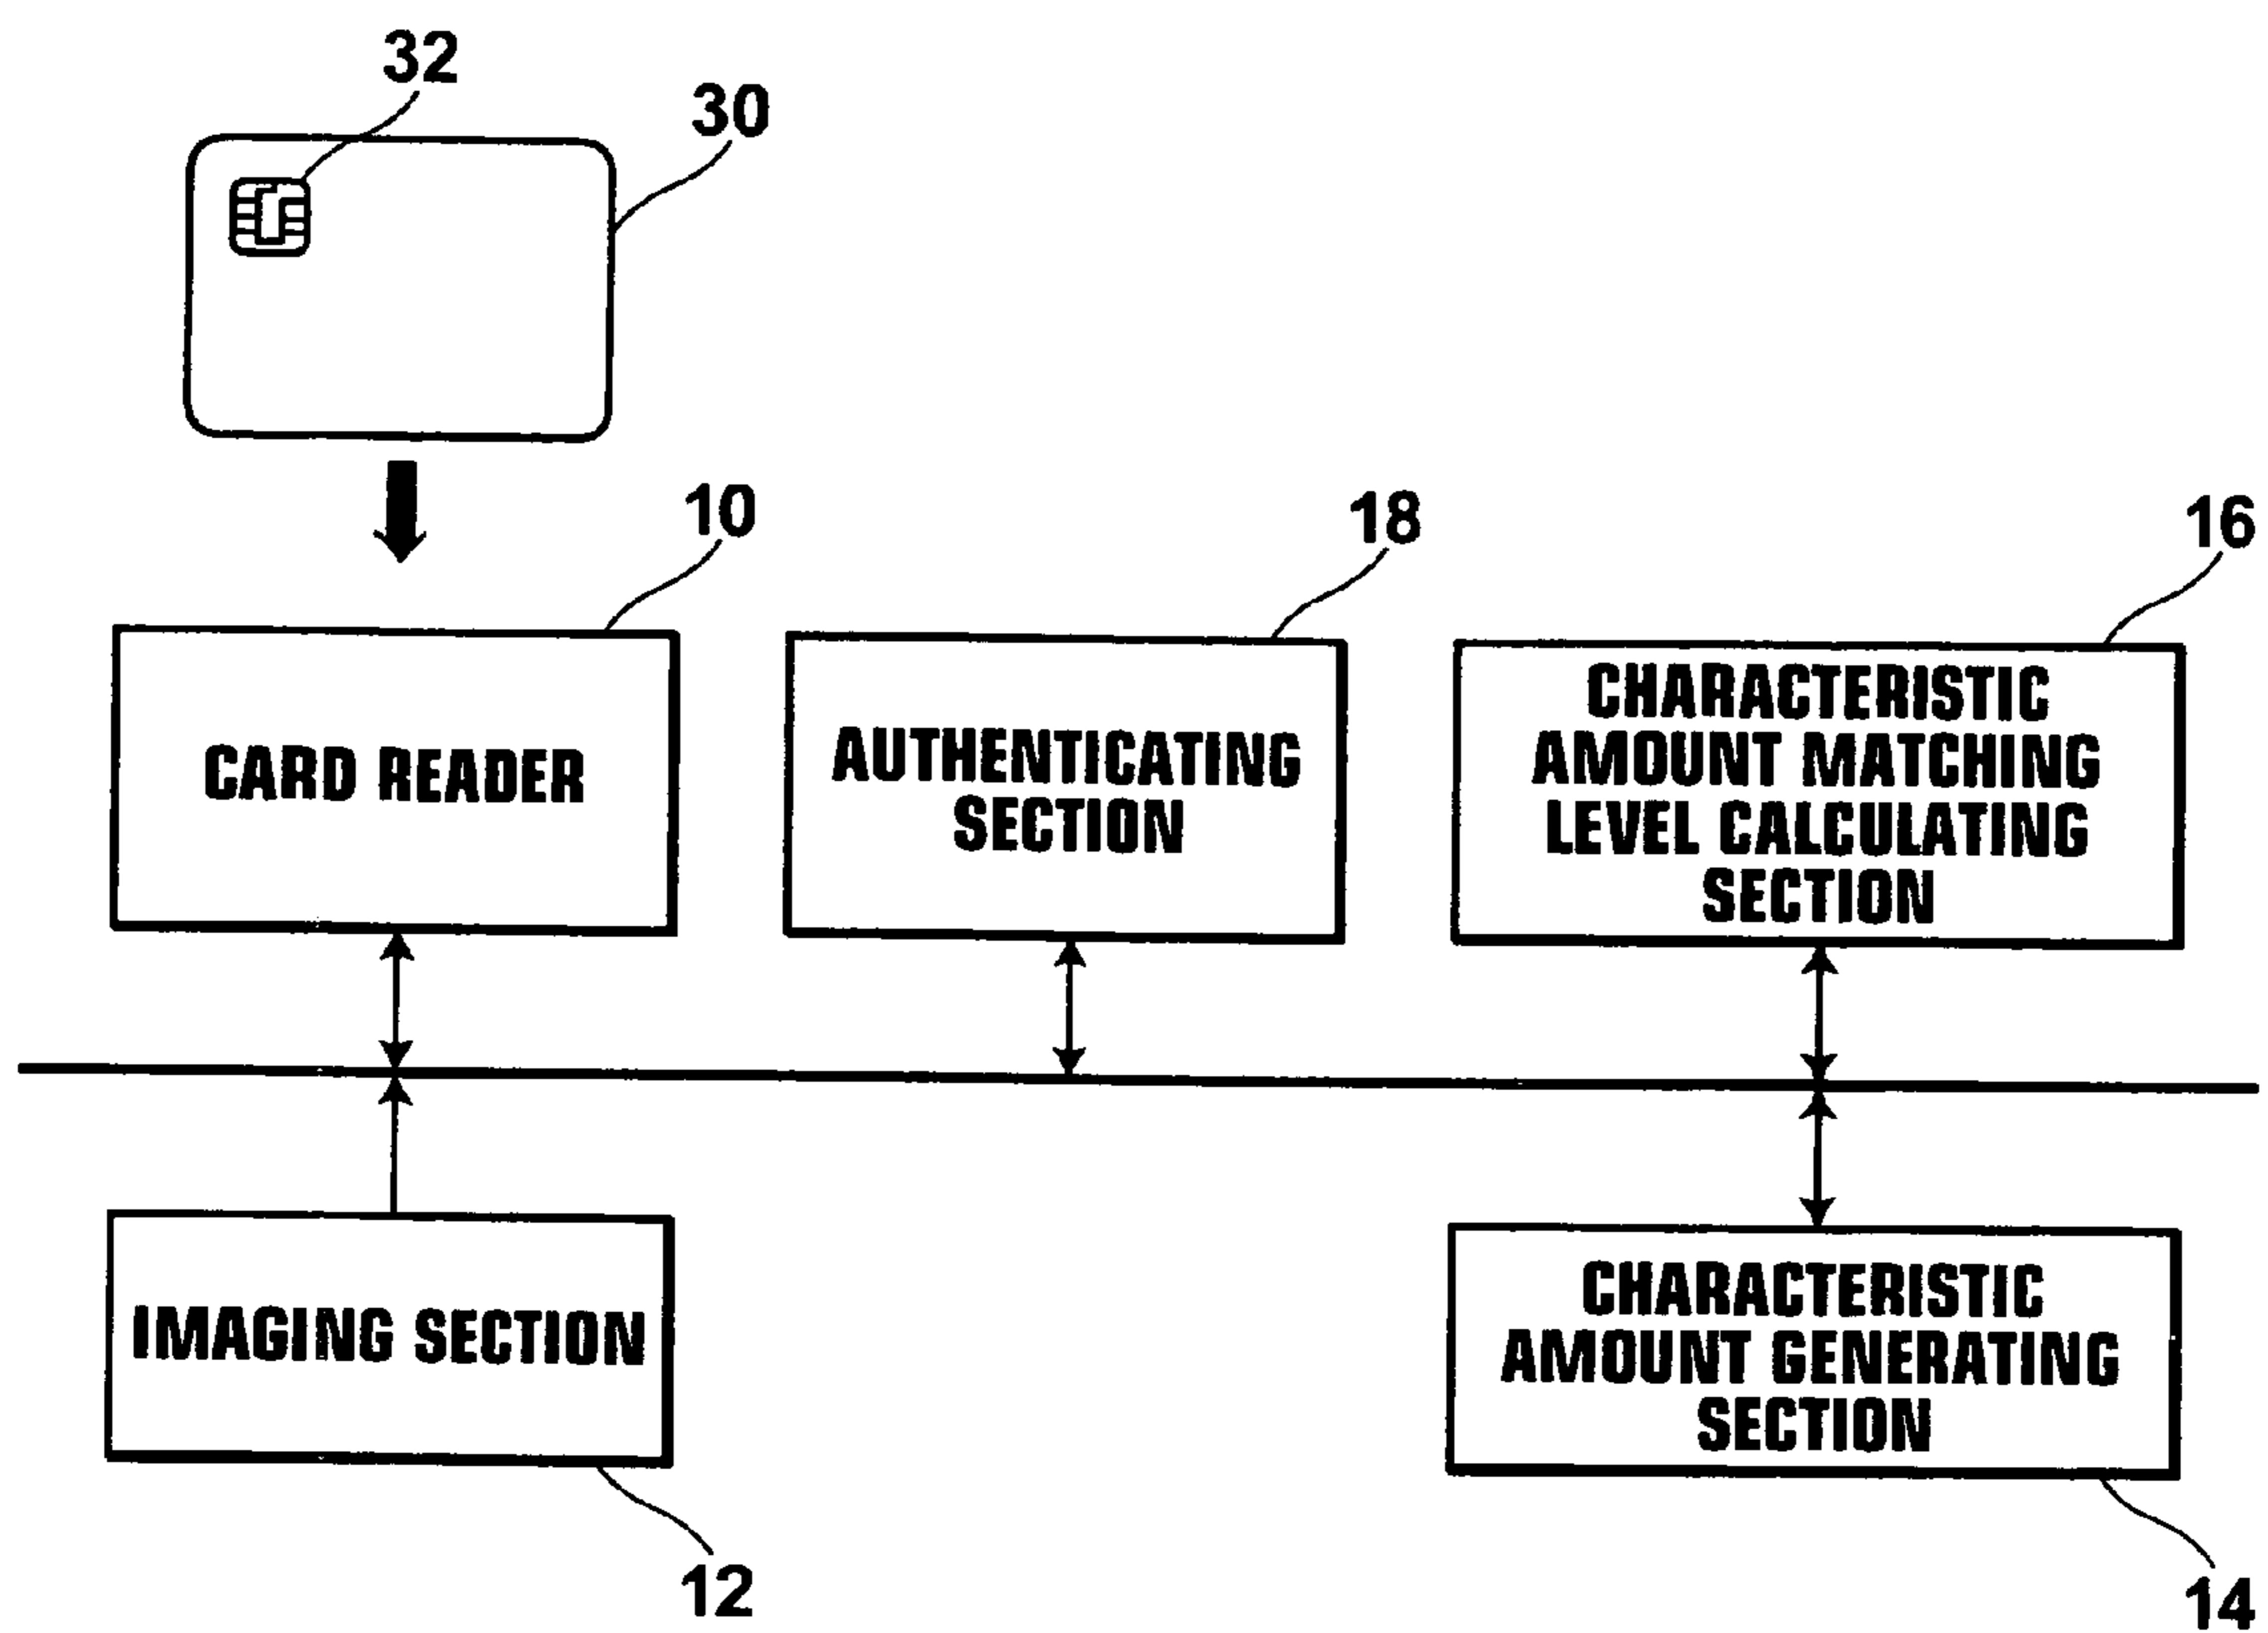 32
30
10
18
16
CARD READER
AUTHENTICATING
SECTION
CHARACTERISTIC
AMOUNT MATCHING
LEVEL CALCULATING
SECTION
IMAGING SECTION
CHARACTERISTIC
AMOUNT GENERATING
SECTION
12
14